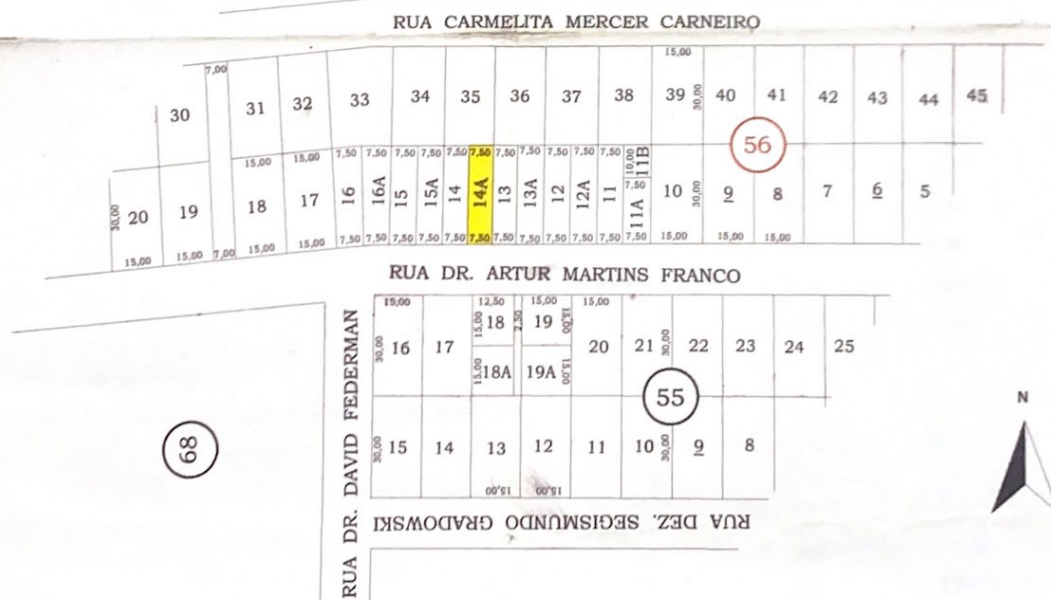 RUA CARMELITA MERCER CARNEIRO
15,00
7,00
30 31 32 33 34 35 36 37 38 39 30,00 40 41 42 43 44 45
56
15,00 15,00 7,50 7,50 7,50 7,50 7,50 7,50 7,50 7,50 7,50 7,50 7,50 10,00 11B
30,00 20 19 18 17 16 16A 15 15A 14 14A 13 13A 12 12A 11 7,50 11A 10 30,00 9 8 7 6 5
15,00 15,00 7,00 15,00 15,00 7,50 7,50 7,50 7,50 7,50 7,50 7,50 7,50 7,50 7,50 7,50 7,50 15,00 15,00 15,00
RUA DR. ARTUR MARTINS FRANCO
15,00 12,50 15,00 15,00
15,00 18 2,50 19 15,00
30,00 16 17 20 21 30,00 22 23 24 25
15,00 18A 19A 15,00
55
30,00 15 14 13 12 11 10 30,00 9 8
15,00 15,00
RUA DEZ. SEGISMUNDO GRADOWSKI
RUA DR. DAVID FEDERMAN
68
N